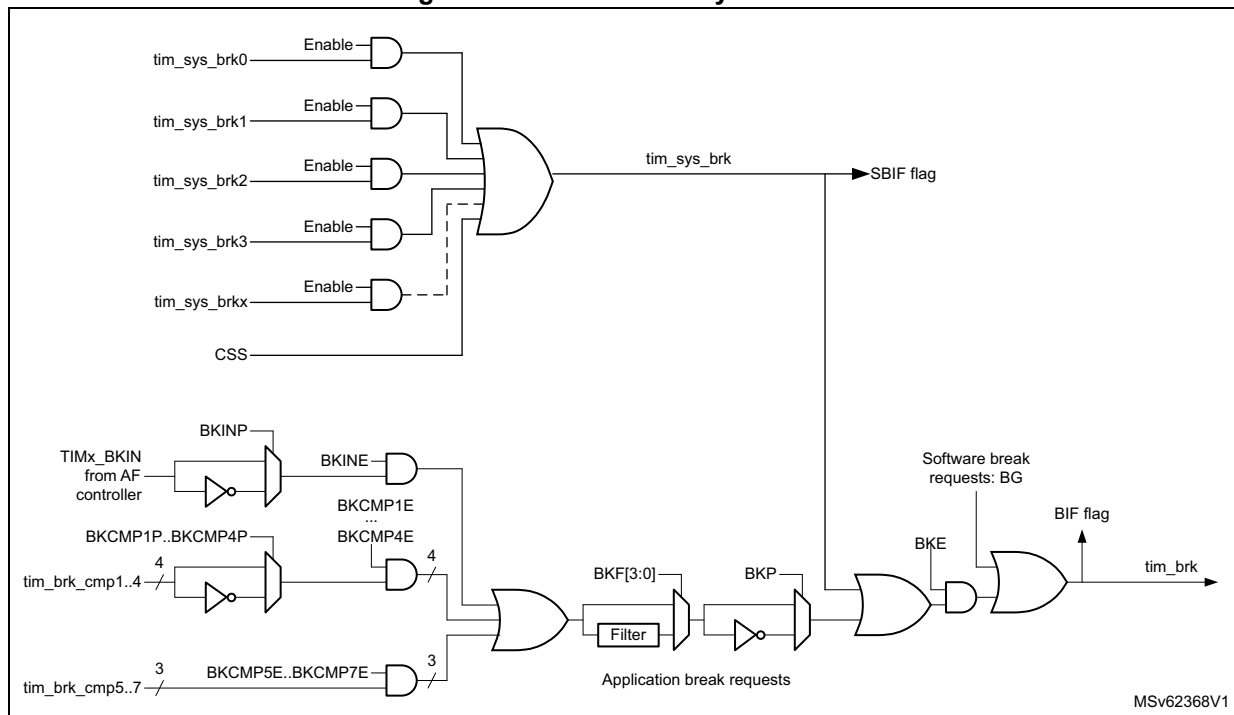 Enable
tim_sys_brk0
Enable
tim_sys_brk1
Enable
tim_sys_brk2
Enable
tim_sys_brk3
Enable
tim_sys_brkx
CSS
tim_sys_brk
SBIF flag
BKINP
TIMx_BKIN
from AF
controller
BKINE
BKCMP1E
...
BKCMP4E
BKCMP1P..BKCMP4P
4
tim_brk_cmp1..4
4
BKCMP5E..BKCMP7E
3
tim_brk_cmp5..7
3
BKF[3:0]
Filter
BKP
Application break requests
Software break
requests: BG
BKE
BIF flag
tim_brk
MSv62368V1